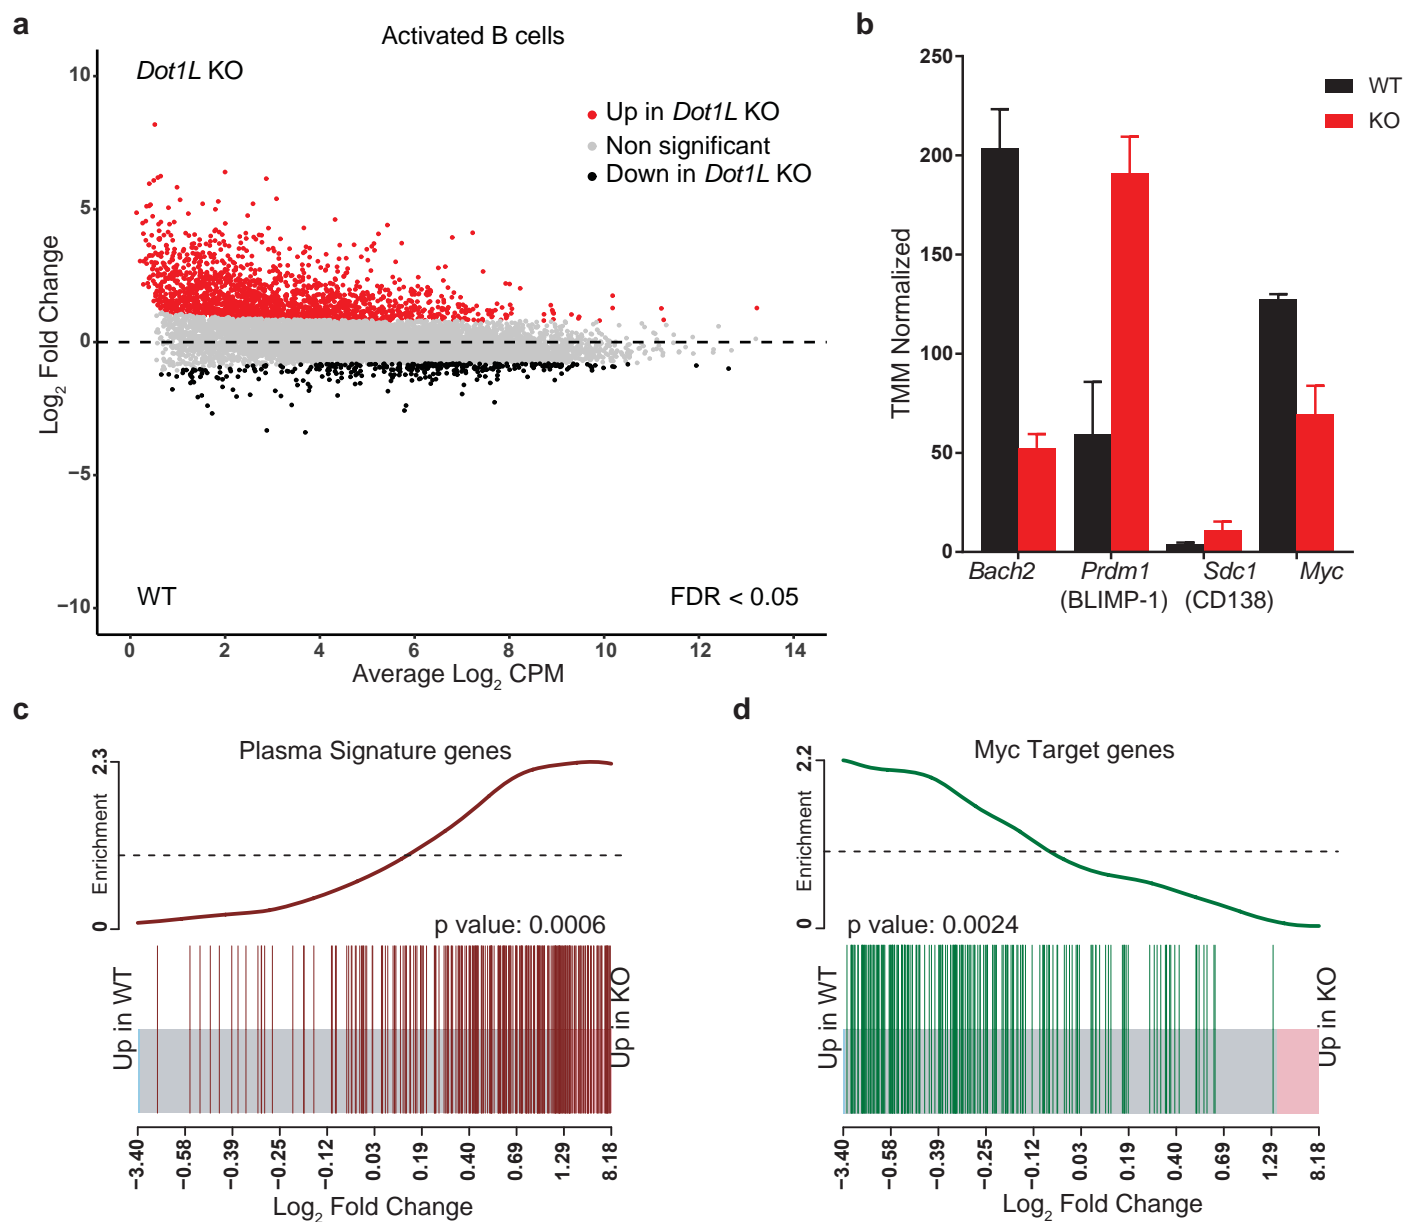 a
Activated B cells
Dot1L KO
Up in Dot1L KO
Non significant
Down in Dot1L KO
10
5
0
−5
−10
Log2 Fold Change
WT
FDR < 0.05
0 2 4 6 8 10 12 14
Average Log2 CPM
b
WT
KO
250
200
150
100
50
0
TMM Normalized
Bach2 Prdm1 Sdc1 Myc
(BLIMP-1) (CD138)
c
Plasma Signature genes
2.3
0
Enrichment
p value: 0.0006
Up in WT
Up in KO
−3.40 −0.58 −0.39 −0.25 −0.12 0.03 0.19 0.40 0.69 1.29 8.18
Log2 Fold Change
d
Myc Target genes
2.2
0
Enrichment
p value: 0.0024
Up in WT
Up in KO
−3.40 −0.58 −0.39 −0.25 −0.12 0.03 0.19 0.40 0.69 1.29 8.18
Log2 Fold Change